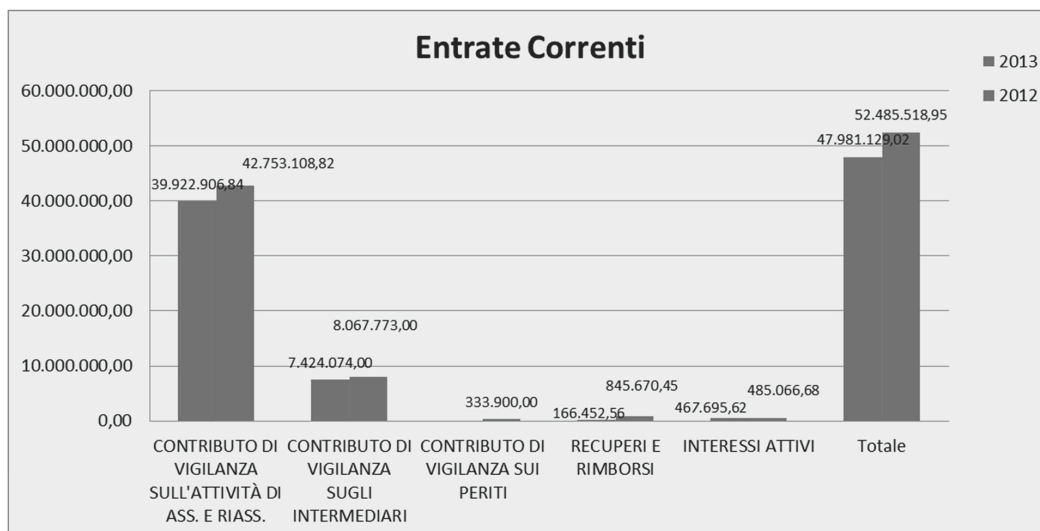 Entrate Correnti
2013
2012
60.000.000,00
50.000.000,00
40.000.000,00
30.000.000,00
20.000.000,00
10.000.000,00
0,00
39.922.906,84
42.753.108,82
7.424.074,00
8.067.773,00
333.900,00
166.452,56
845.670,45
467.695,62
485.066,68
47.981.129,02
52.485.518,95
CONTRIBUTO DI
VIGILANZA
SULL'ATTIVITÀ DI
ASS. E RIASS.
CONTRIBUTO DI
VIGILANZA
SUGLI
INTERMEDIARI
CONTRIBUTO DI
VIGILANZA SUI
PERITI
RECUPERI E
RIMBORSI
INTERESSI ATTIVI
Totale